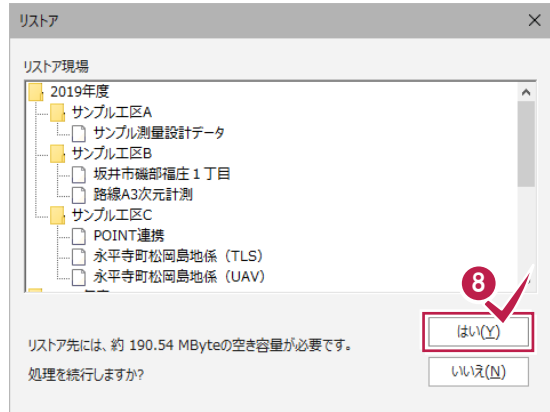 リストア
リストア現場
2019年度
サンプル工区A
サンプル測量設計データ
サンプル工区B
坂井市磯部福庄１丁目
路線A3次元計測
サンプル工区C
POINT連携
永平寺町松岡島地係（TLS）
永平寺町松岡島地係（UAV）
8
はい(Y)
リストア先には、約 190.54 MByteの空き容量が必要です。
処理を続行しますか?
いいえ(N)